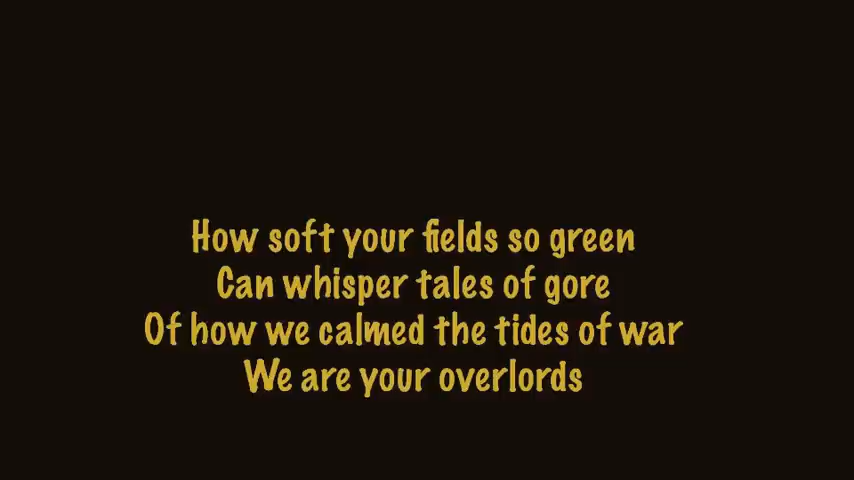 How soft your fields so green
Can whisper tales of gore
Of how we calmed the tides of war
We are your overlords